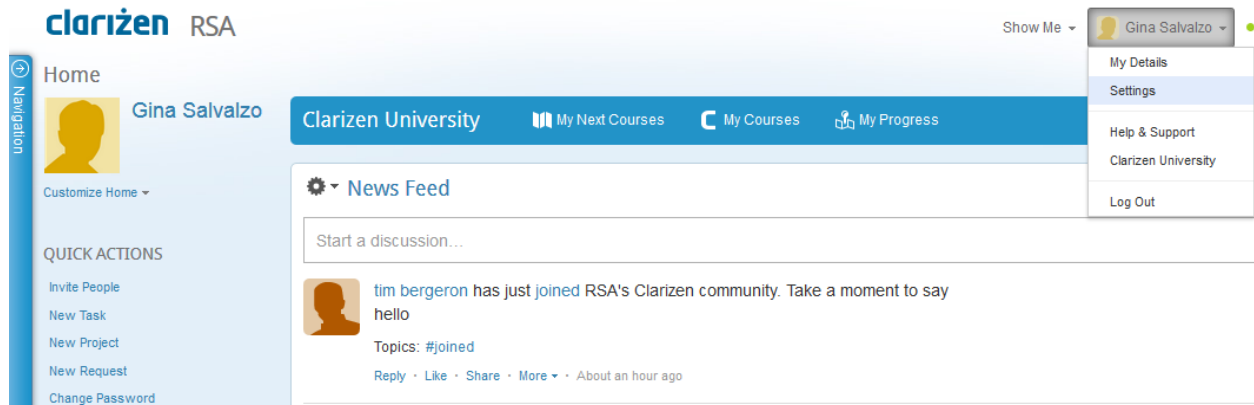 clarizen RSA
Show Me
Gina Salvalzo
My Details
Settings
Help & Support
Clarizen University
Log Out
Navigation
Home
Gina Salvalzo
Customize Home
QUICK ACTIONS
Invite People
New Task
New Project
New Request
Change Password
Clarizen University
My Next Courses
My Courses
My Progress
News Feed
Start a discussion...
tim bergeron has just joined RSA's Clarizen community. Take a moment to say
hello
Topics: #joined
Reply · Like · Share · More · About an hour ago